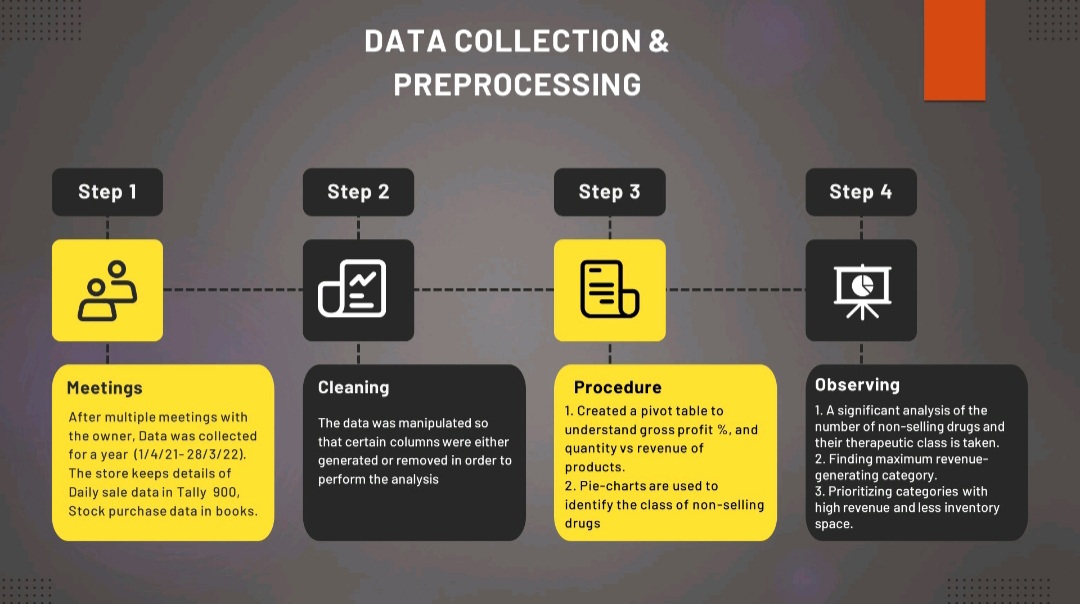 DATA COLLECTION &
PREPROCESSING
Step 1
Step 2
Step 3
Step 4
Meetings
After multiple meetings with
the owner, Data was collected
for a year (1/4/21-28/3/22).
The store keeps details of
Daily sale data in Tally 900,
Stock purchase data in books.
Cleaning
The data was manipulated so
that certain columns were either
generated or removed in order to
perform the analysis
Procedure
1. Created a pivot table to
understand gross profit %, and
quantity vs revenue of
products.
2. Pie-charts are used to
identify the class of non-selling
drugs
Observing
1. A significant analysis of the
number of non-selling drugs and
their therapeutic class is taken.
2. Finding maximum revenue-
generating category.
3. Prioritizing categories with
high revenue and less inventory
space.